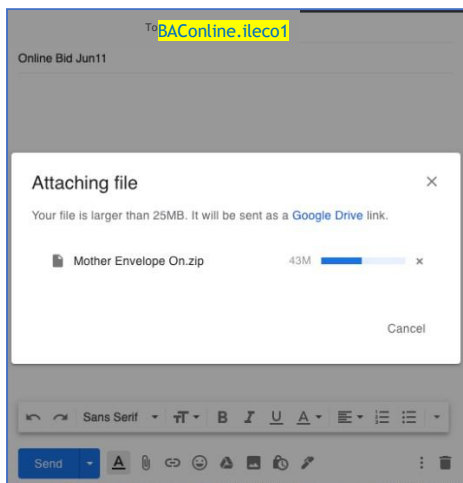 To BAConline.ileco1
Online Bid Jun11
Attaching file
Your file is larger than 25MB. It will be sent as a Google Drive link.
Mother Envelope On.zip 43M
Cancel
Sans Serif
Send